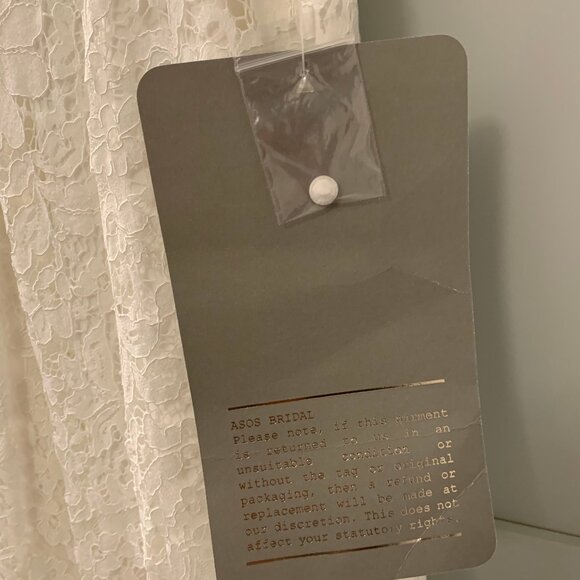 ASOS BRIDAL
Please note, if this garment
is returned to us in an
unsuitable condition or
without the tag or original
packaging, then a refund or
replacement will be made at
our discretion. This does not
affect your statutory rights.